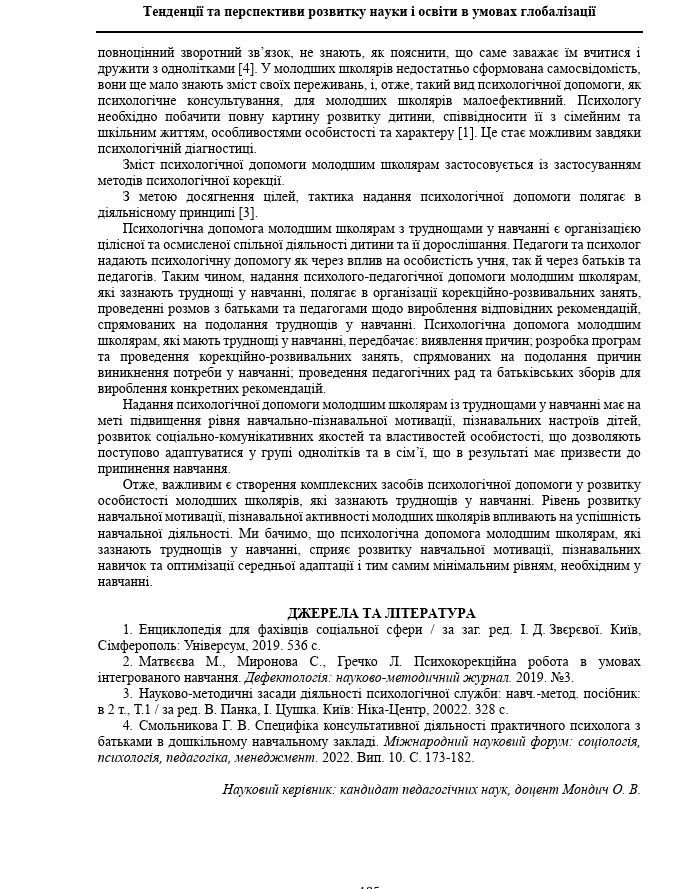 Тенденції та перспективи розвитку науки і освіти в умовах глобалізації
повноцінний зворотний зв’язок, не знають, як пояснити, що саме заважає їм вчитися і
дружити з однолітками [4]. У молодших школярів недостатньо сформована самосвідомість,
вони ще мало знають зміст своїх переживань, і, отже, такий вид психологічної допомоги, як
психологічне консультування, для молодших школярів малоефективний. Психологу
необхідно побачити повну картину розвитку дитини, співвідносити її з сімейним та
шкільним життям, особливостями особистості та характеру [1]. Це стає можливим завдяки
психологічній діагностиці.
Зміст психологічної допомоги молодшим школярам застосовується із застосуванням
методів психологічної корекції.
З метою досягнення цілей, тактика надання психологічної допомоги полягає в
діяльнісному принципі [3].
Психологічна допомога молодшим школярам з труднощами у навчанні є організацією
цілісної та осмисленої спільної діяльності дитини та її дорослішання. Педагоги та психолог
надають психологічну допомогу як через вплив на особистість учня, так й через батьків та
педагогів. Таким чином, надання психолого-педагогічної допомоги молодшим школярам,
які зазнають труднощі у навчанні, полягає в організації корекційно-розвивальних занять,
проведенні розмов з батьками та педагогами щодо вироблення відповідних рекомендацій,
спрямованих на подолання труднощів у навчанні. Психологічна допомога молодшим
школярам, які мають труднощі у навчанні, передбачає: виявлення причин; розробка програм
та проведення корекційно-розвивальних занять, спрямованих на подолання причин
виникнення потреби у навчанні; проведення педагогічних рад та батьківських зборів для
вироблення конкретних рекомендацій.
Надання психологічної допомоги молодшим школярам із труднощами у навчанні має на
меті підвищення рівня навчально-пізнавальної мотивації, пізнавальних настроїв дітей,
розвиток соціально-комунікативних якостей та властивостей особистості, що дозволяють
поступово адаптуватися у групі однолітків та в сім’ї, що в результаті має призвести до
припинення навчання.
Отже, важливим є створення комплексних засобів психологічної допомоги у розвитку
особистості молодших школярів, які зазнають труднощів у навчанні. Рівень розвитку
навчальної мотивації, пізнавальної активності молодших школярів впливають на успішність
навчальної діяльності. Ми бачимо, що психологічна допомога молодшим школярам, які
зазнають труднощів у навчанні, сприяє розвитку навчальної мотивації, пізнавальних
навичок та оптимізації середньої адаптації і тим самим мінімальним рівням, необхідним у
навчанні.
ДЖЕРЕЛА ТА ЛІТЕРАТУРА
1. Енциклопедія для фахівців соціальної сфери / за заг. ред. І. Д. Звєрєвої. Київ,
Сімферополь: Універсум, 2019. 536 с.
2. Матвєєва М., Миронова С., Гречко Л. Психокорекційна робота в умовах
інтегрованого навчання. Дефектологія: науково-методичний журнал. 2019. №3.
3. Науково-методичні засади діяльності психологічної служби: навч.-метод. посібник:
в 2 т., Т.1 / за ред. В. Панка, І. Цушка. Київ: Ніка-Центр, 20022. 328 с.
4. Смольникова Г. В. Специфіка консультативної діяльності практичного психолога з
батьками в дошкільному навчальному закладі. Міжнародний науковий форум: соціологія,
психологія, педагогіка, менеджмент. 2022. Вип. 10. С. 173-182.
Науковий керівник: кандидат педагогічних наук, доцент Мондич О. В.